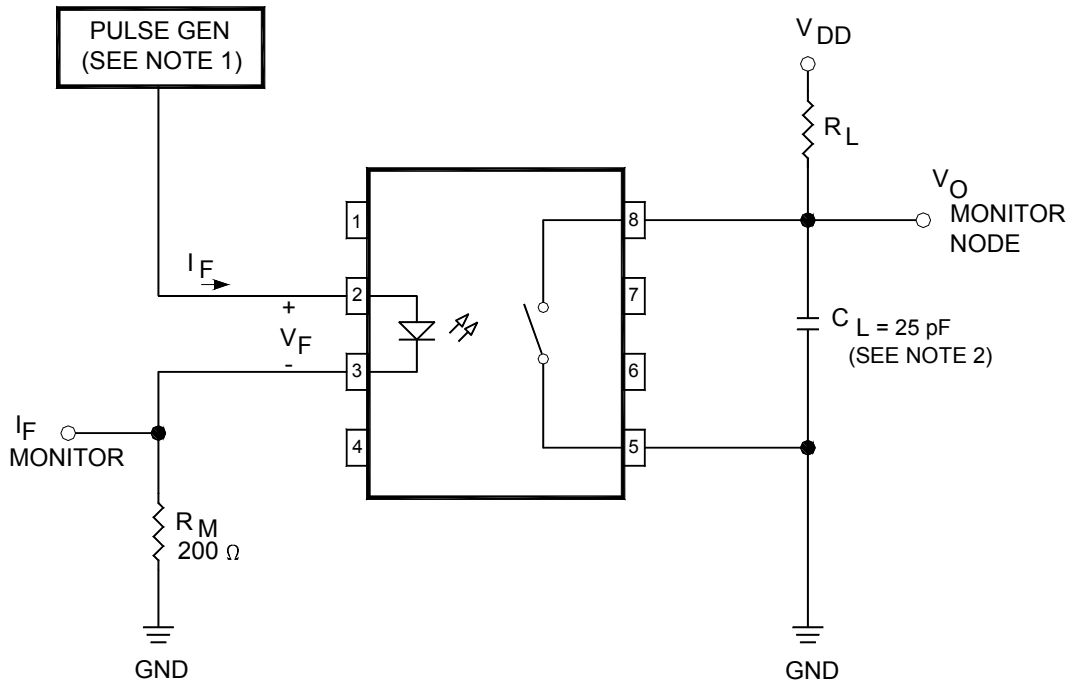 PULSE GEN
(SEE NOTE 1)
V DD
R L
V O
MONITOR
NODE
1
8
I F
2
7
+
V F
-
C L = 25 pF
(SEE NOTE 2)
3
6
I F
MONITOR
4
5
R M
200 Ω
GND
GND